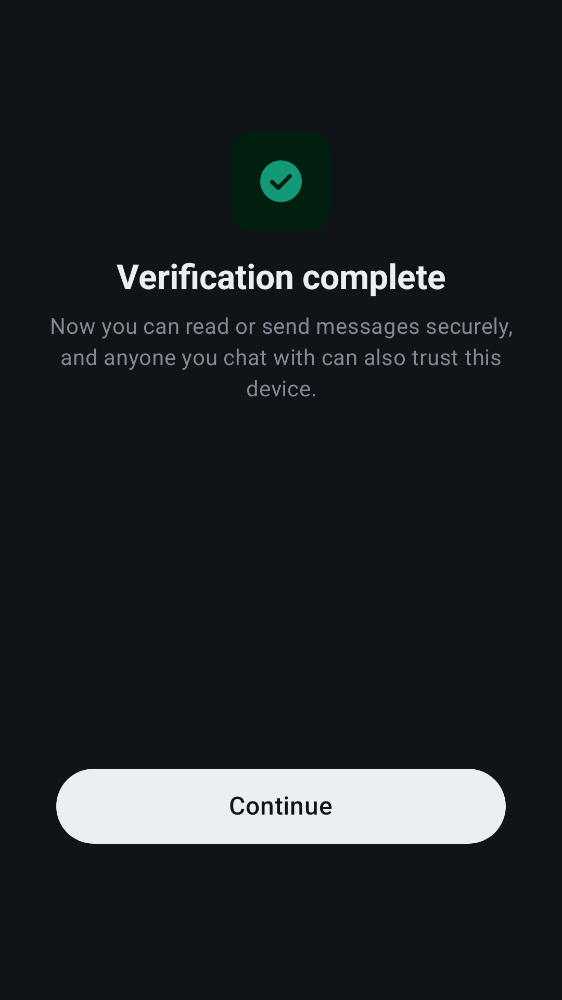 Verification complete
Now you can read or send messages securely,
and anyone you chat with can also trust this
device.
Continue